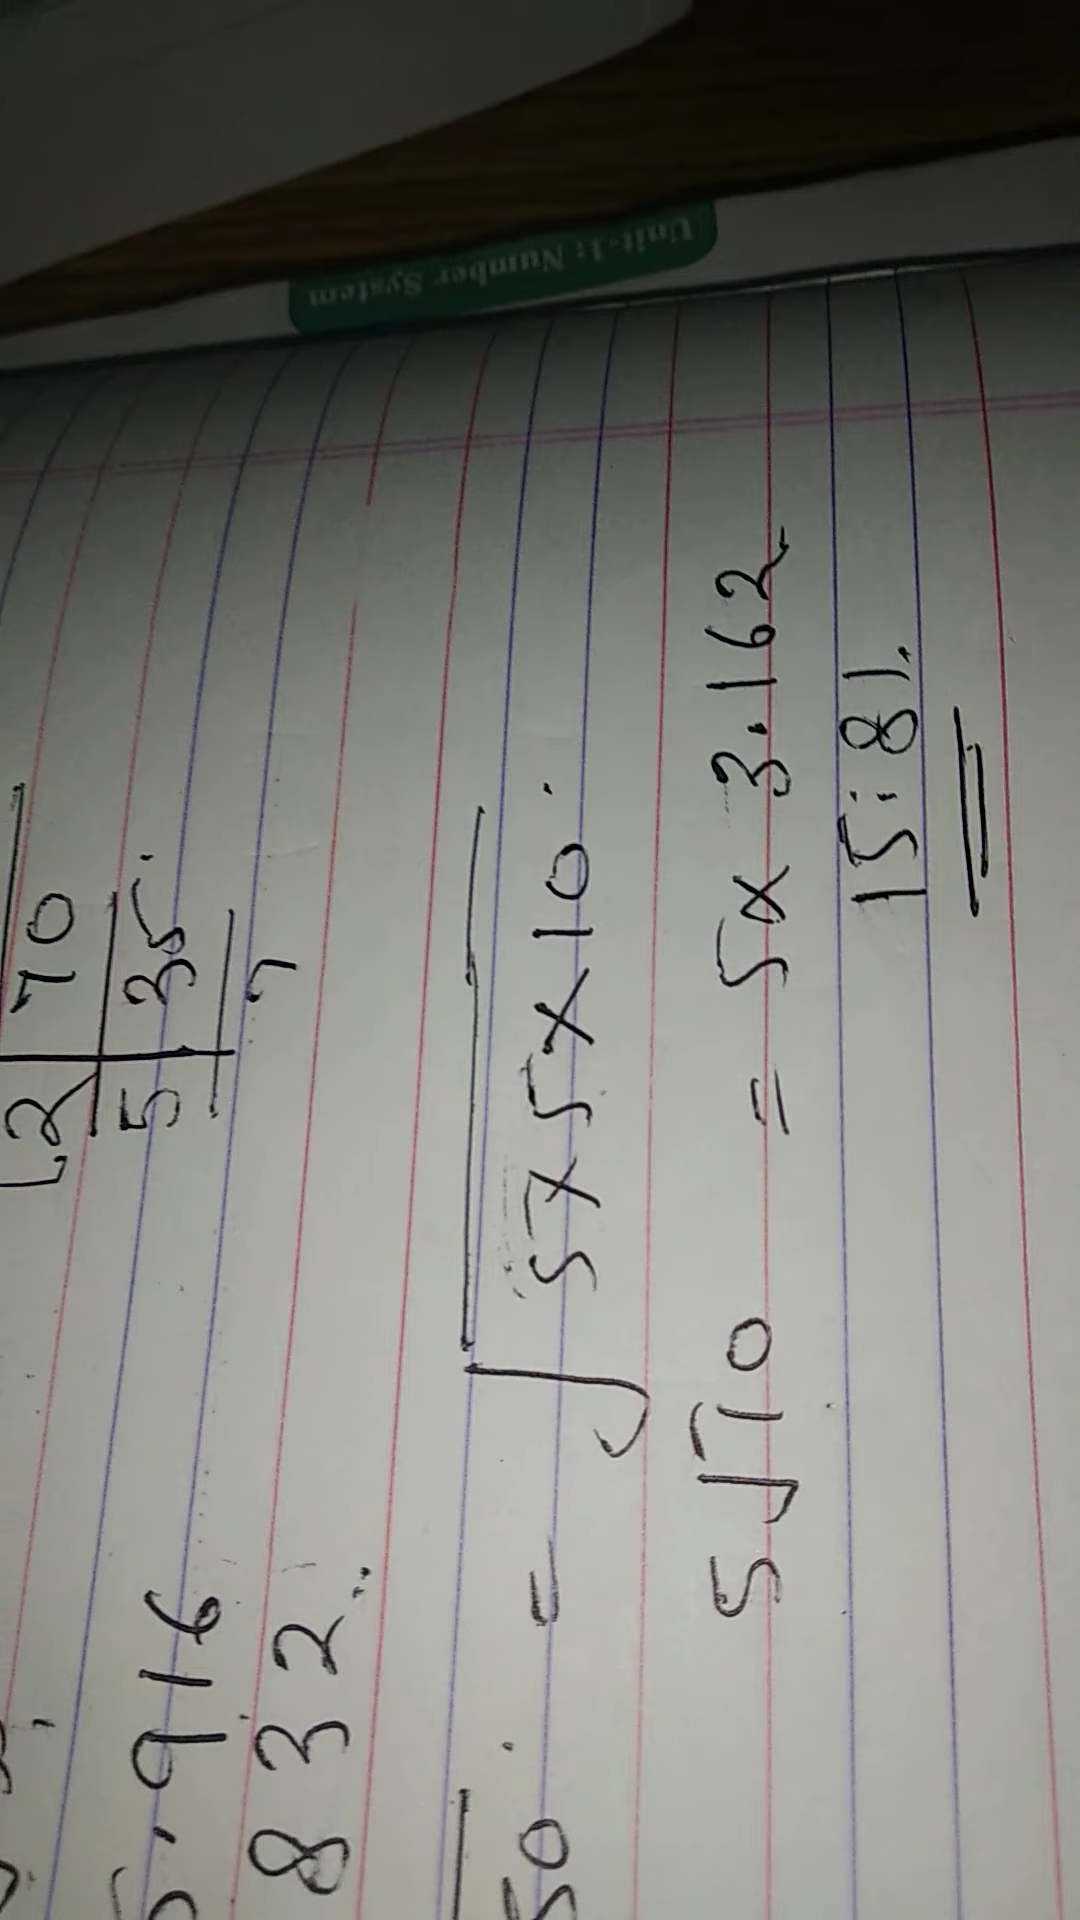 Unit-1: Number System
2 70
5 35
7
5.916
832
50 = √5×5×10
5√10 = 5×3.162
15.81.